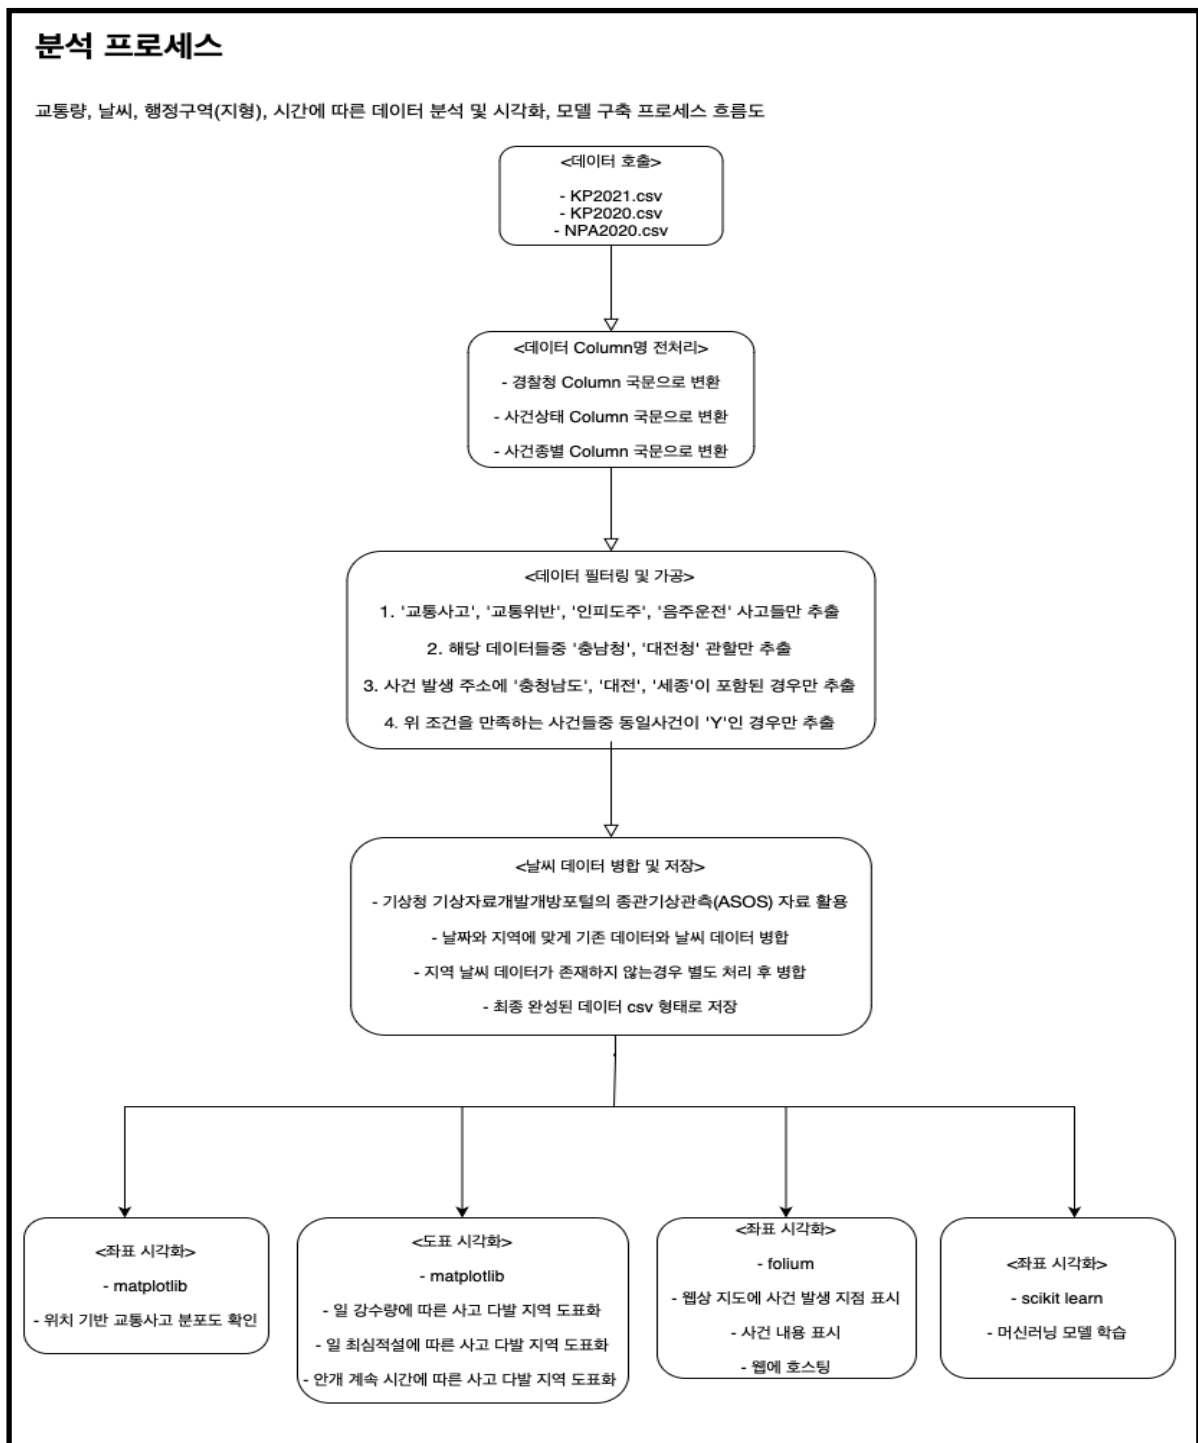 분석 프로세스
교통량, 날씨, 행정구역(지형), 시간에 따른 데이터 분석 및 시각화, 모델 구축 프로세스 흐름도
<데이터 호출>
- KP2021.csv
- KP2020.csv
- NPA2020.csv
<데이터 Column명 전처리>
- 경찰청 Column 국문으로 변환
- 사건상태 Column 국문으로 변환
- 사건종별 Column 국문으로 변환
<데이터 필터링 및 가공>
1. '교통사고', '교통위반', '인피도주', '음주운전' 사고들만 추출
2. 해당 데이터들중 '충남청', '대전청' 관할만 추출
3. 사건 발생 주소에 '충청남도', '대전', '세종'이 포함된 경우만 추출
4. 위 조건을 만족하는 사건들중 동일사건이 'Y'인 경우만 추출
<날씨 데이터 병합 및 저장>
- 기상청 기상자료개발개방포털의 종관기상관측(ASOS) 자료 활용
- 날짜와 지역에 맞게 기존 데이터와 날씨 데이터 병합
- 지역 날씨 데이터가 존재하지 않는경우 별도 처리 후 병합
- 최종 완성된 데이터 csv 형태로 저장
<좌표 시각화>
- matplotlib
- 위치 기반 교통사고 분포도 확인
<도표 시각화>
- matplotlib
- 일 강수량에 따른 사고 다발 지역 도표화
- 일 최심적설에 따른 사고 다발 지역 도표화
- 안개 계속 시간에 따른 사고 다발 지역 도표화
<좌표 시각화>
- folium
- 웹상 지도에 사건 발생 지점 표시
- 사건 내용 표시
- 웹에 호스팅
<좌표 시각화>
- scikit learn
- 머신러닝 모델 학습